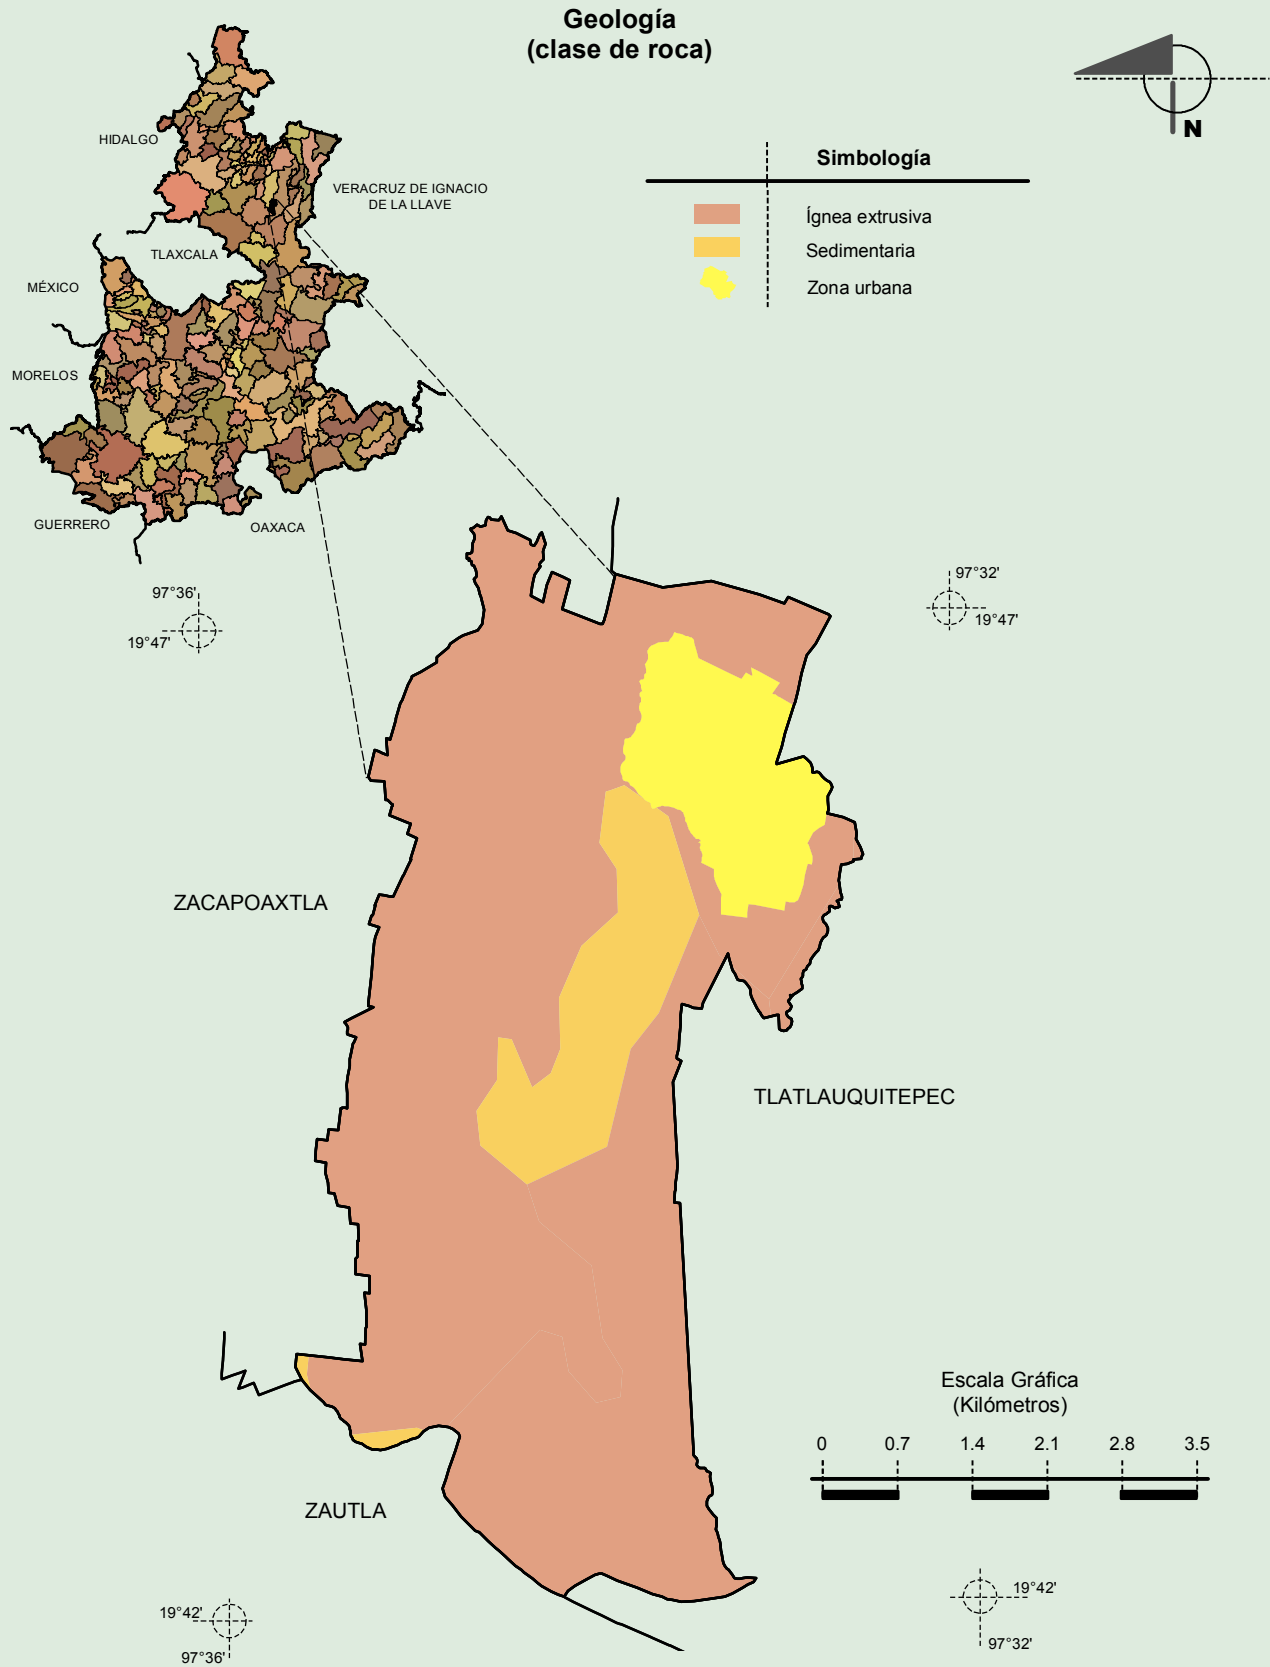 Geología
(clase de roca)
N
Simbología
Ígnea extrusiva
Sedimentaria
Zona urbana
HIDALGO
VERACRUZ DE IGNACIO
DE LA LLAVE
TLAXCALA
MÉXICO
MORELOS
GUERRERO
OAXACA
97°36'
19°47'
97°32'
19°47'
ZACAPOAXTLA
TLATLAUQUITEPEC
ZAUTLA
Escala Gráfica
(Kilómetros)
0 0.7 1.4 2.1 2.8 3.5
19°42'
97°36'
19°42'
97°32'